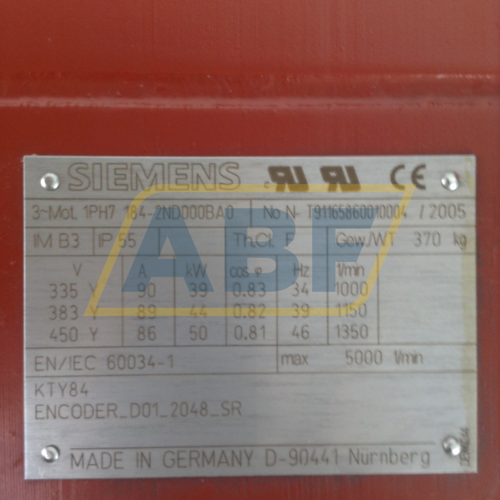 SIEMENS
3~Mot. 1PH7 184-2ND000BA0 No N- T91165860010004 / 2005
IM B3 IP 55 Th.Cl. F Gew./WT 370 kg
V A kW cos φ Hz 1/min
335 Y 90 39 0.83 34 1000
383 Y 89 44 0.82 39 1150
450 Y 86 50 0.81 46 1350
EN/IEC 60034-1 max 5000 1/min
KTY84
ENCODER_D01_2048_SR
MADE IN GERMANY D-90441 Nürnberg
ABF